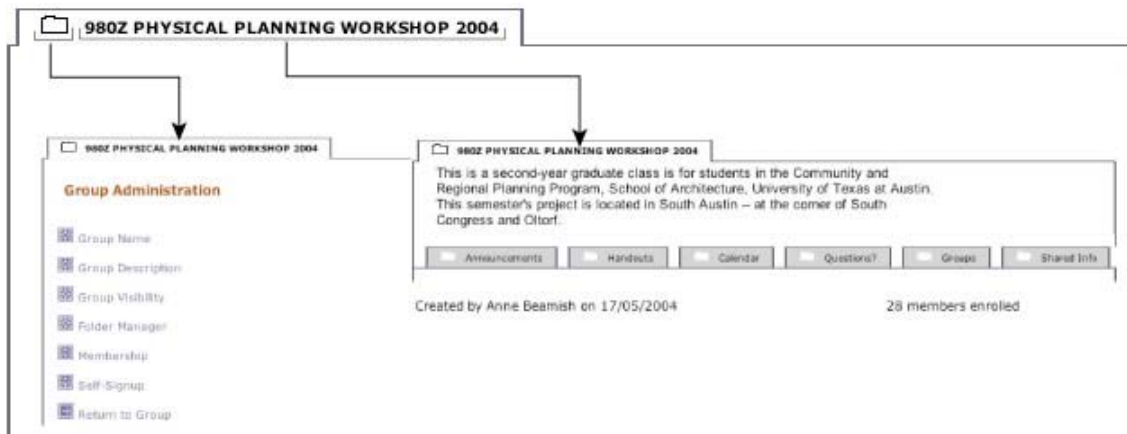 980Z PHYSICAL PLANNING WORKSHOP 2004
980Z PHYSICAL PLANNING WORKSHOP 2004
Group Administration
Group Name
Group Description
Group Visibility
Folder Manager
Membership
Self-Signup
Return to Group
980Z PHYSICAL PLANNING WORKSHOP 2004
This is a second-year graduate class is for students in the Community and
Regional Planning Program, School of Architecture, University of Texas at Austin.
This semester's project is located in South Austin – at the corner of South
Congress and Oltorf.
Announcements Handouts Calendar Questions? Groups Shared Info
Created by Anne Beamish on 17/05/2004 28 members enrolled